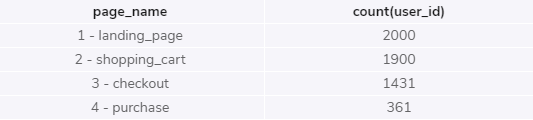 page_name count(user_id)
1 - landing_page 2000
2 - shopping_cart 1900
3 - checkout 1431
4 - purchase 361